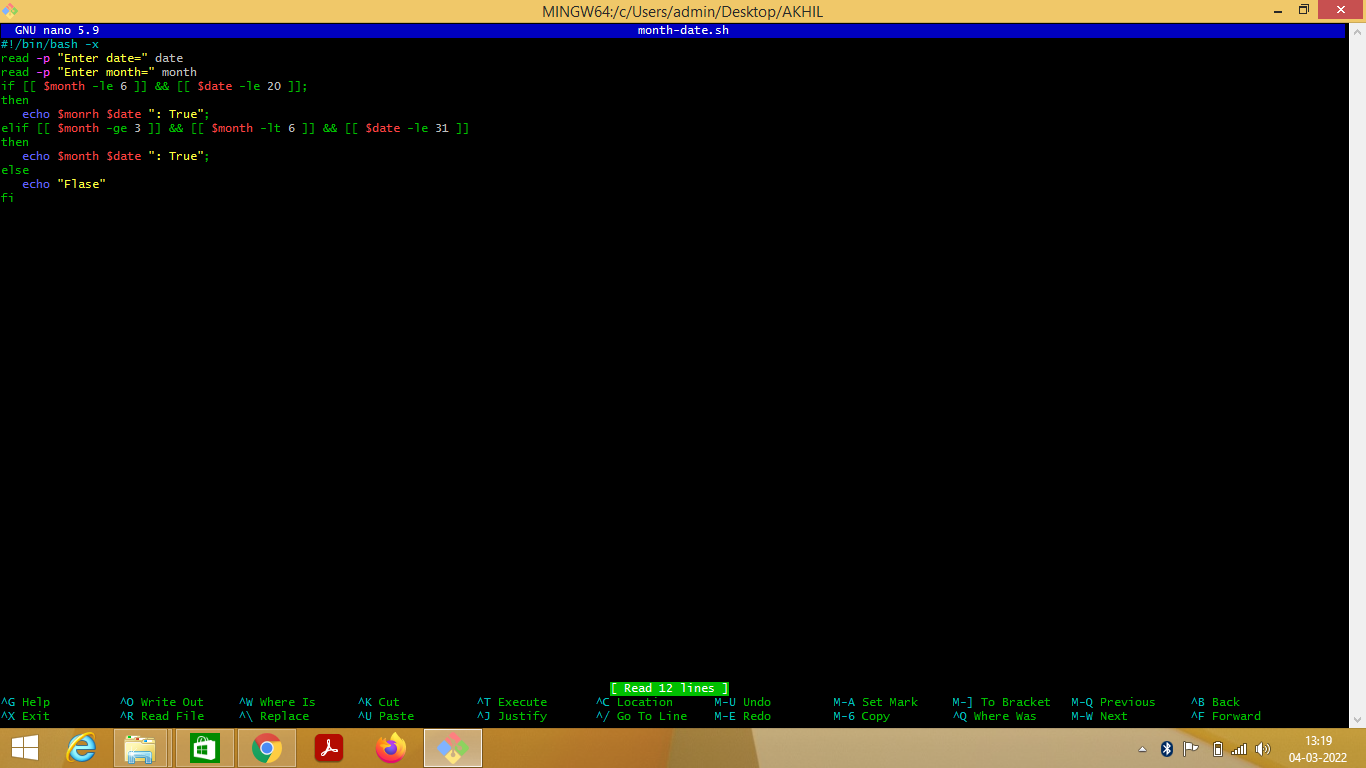 MINGW64:/c/Users/admin/Desktop/AKHIL
GNU nano 5.9 month-date.sh
#!/bin/bash -x
read -p "Enter date=" date
read -p "Enter month=" month
if [[ $month -le 6 ]] && [[ $date -le 20 ]];
then
   echo $monrh $date ": True";
elif [[ $month -ge 3 ]] && [[ $month -lt 6 ]] && [[ $date -le 31 ]]
then
   echo $month $date ": True";
else
   echo "Flase"
fi
[ Read 12 lines ]
^G Help ^O Write Out ^W Where Is ^K Cut ^T Execute ^C Location M-U Undo M-A Set Mark M-] To Bracket M-Q Previous ^B Back
^X Exit ^R Read File ^\ Replace ^U Paste ^J Justify ^/ Go To Line M-E Redo M-6 Copy ^Q Where Was M-W Next ^F Forward
13:19
04-03-2022